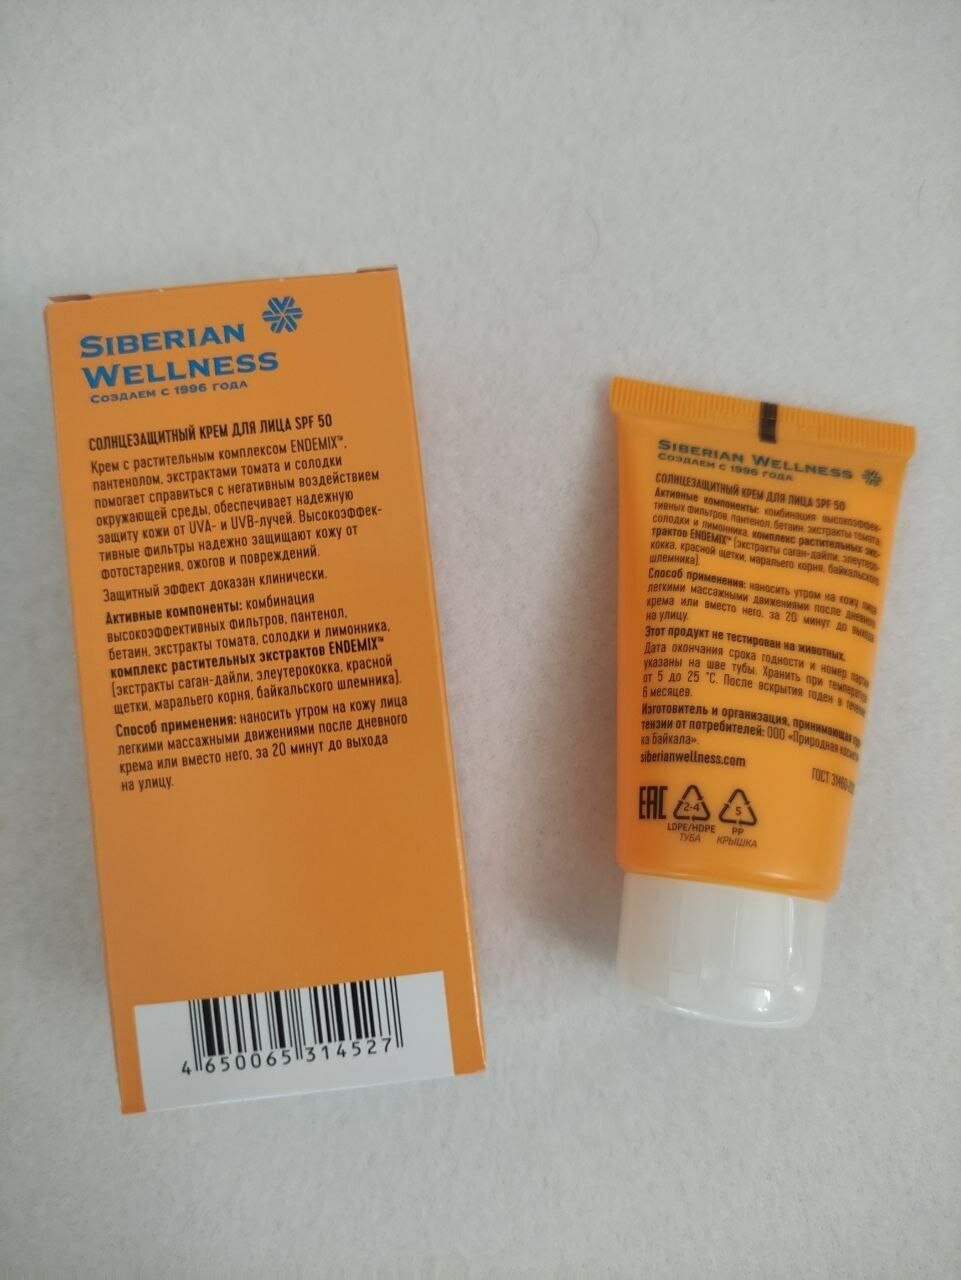 SIBERIAN
WELLNESS
СОЗДАЕМ С 1996 ГОДА
СОЛНЦЕЗАЩИТНЫЙ КРЕМ ДЛЯ ЛИЦА SPF 50
Крем с растительным комплексом ENDEMIX™,
пантенолом, экстрактами томата и солодки
помогает справиться с негативным воздействием
окружающей среды, обеспечивает надежную
защиту кожи от UVA- и UVB-лучей. Высокоэффек-
тивные фильтры надежно защищают кожу от
фотостарения, ожогов и повреждений.
Защитный эффект доказан клинически.
Активные компоненты: комбинация
высокоэффективных фильтров, пантенол,
бетаин, экстракты томата, солодки и лимонника,
комплекс растительных экстрактов ENDEMIX™
(экстракты саган-дайли, элеутерококка, красной
щетки, маральего корня, байкальского шлемника).
Способ применения: наносить утром на кожу лица
легкими массажными движениями после дневного
крема или вместо него, за 20 минут до выхода
на улицу.
4 650065 314527
SIBERIAN WELLNESS
СОЗДАЕМ С 1996 ГОДА
СОЛНЦЕЗАЩИТНЫЙ КРЕМ ДЛЯ ЛИЦА SPF 50
Активные компоненты: комбинация высокоэффек-
тивных фильтров, пантенол, бетаин, экстракты томата,
солодки и лимонника, комплекс растительных экс-
трактов ENDEMIX™ (экстракты саган-дайли, элеутеро-
кокка, красной щетки, маральего корня, байкальского
шлемника).
Способ применения: наносить утром на кожу лица
легкими массажными движениями после дневного
крема или вместо него, за 20 минут до выхода
на улицу.
Этот продукт не тестирован на животных.
Дата окончания срока годности и номер партии
указаны на шве тубы. Хранить при температуре
от 5 до 25 °С. После вскрытия годен в течение
6 месяцев.
Изготовитель и организация, принимающая
тензии от потребителей: ООО «Природная
ка Байкала».
siberianwellness.com
ГОСТ
EAC
2-4
5
LDPE/HDPE
PP
ТУБА
КРЫШКА